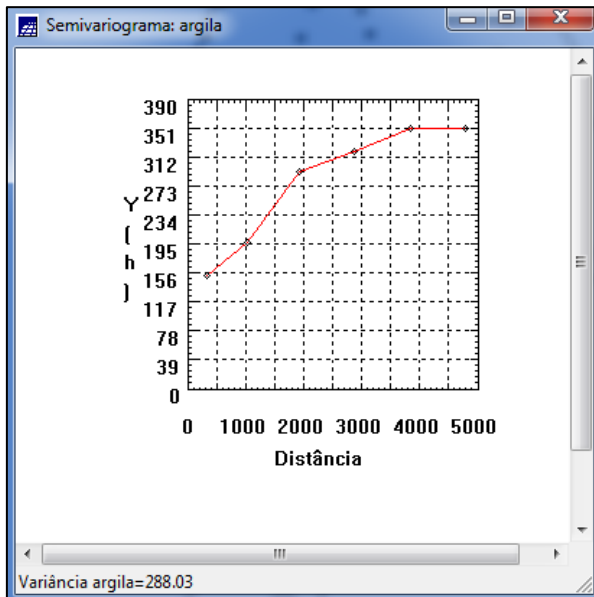 Semivariograma: argila
390
351
312
273
234
195
156
117
78
39
0
Y(h)
0 1000 2000 3000 4000 5000
Distância
Variância argila=288.03